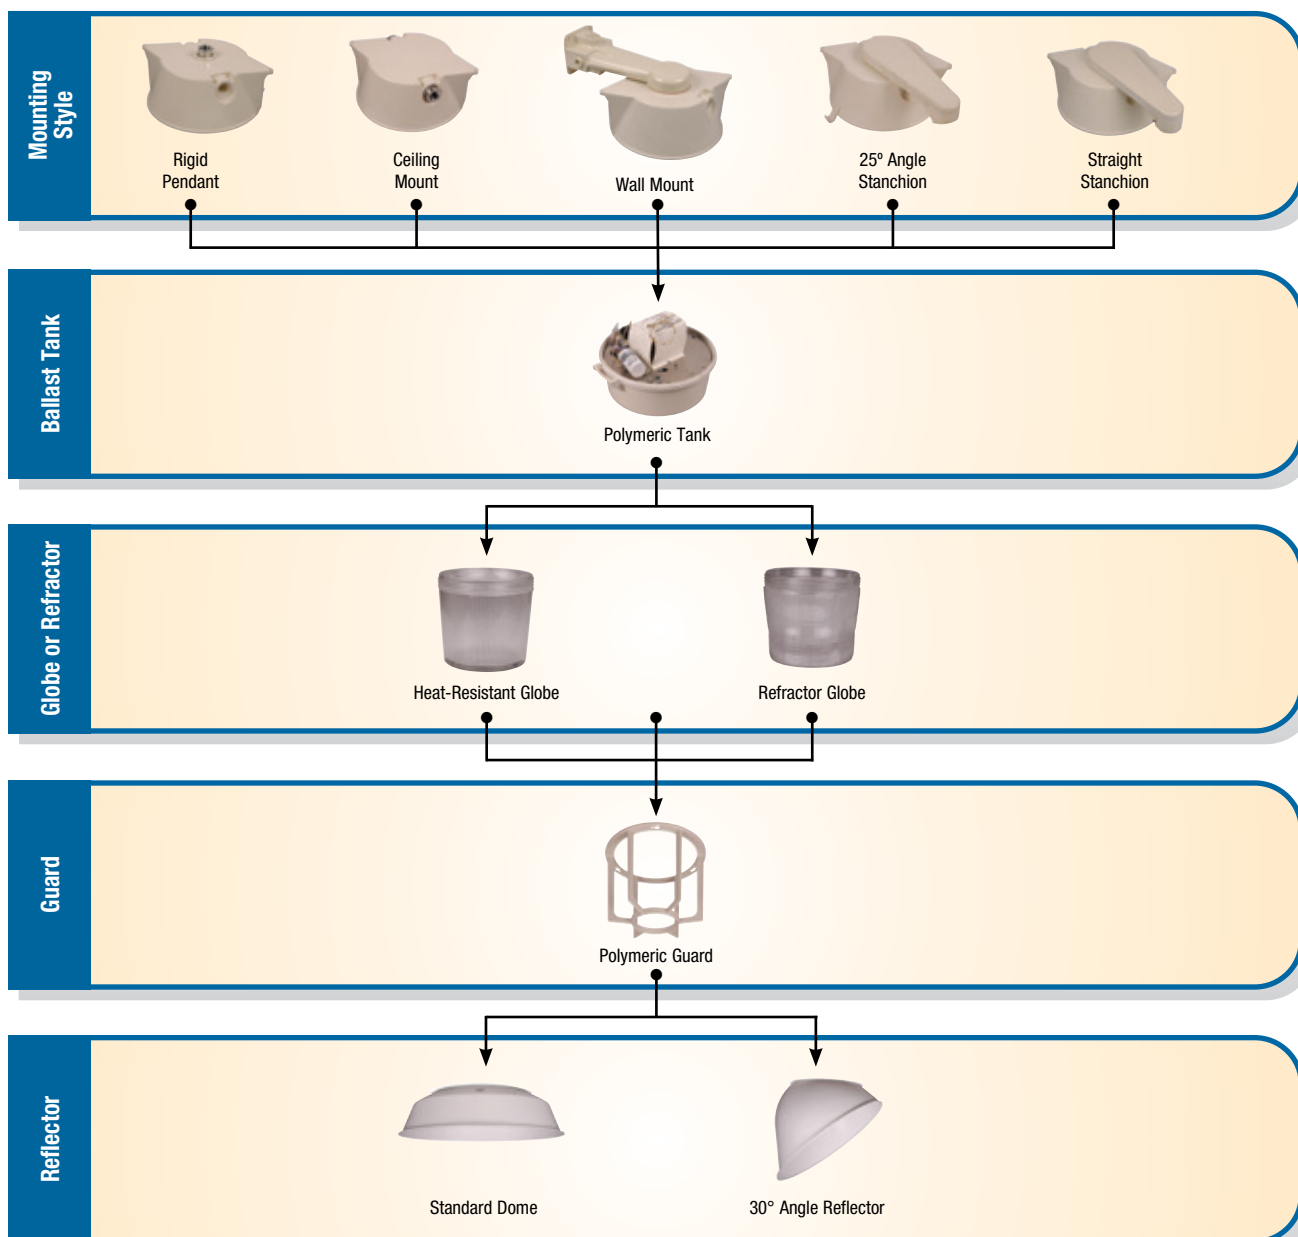 Mounting
Style
Rigid
Pendant
Ceiling
Mount
Wall Mount
25º Angle
Stanchion
Straight
Stanchion
Ballast Tank
Polymeric Tank
Globe or Refractor
Heat-Resistant Globe
Refractor Globe
Guard
Polymeric Guard
Reflector
Standard Dome
30° Angle Reflector